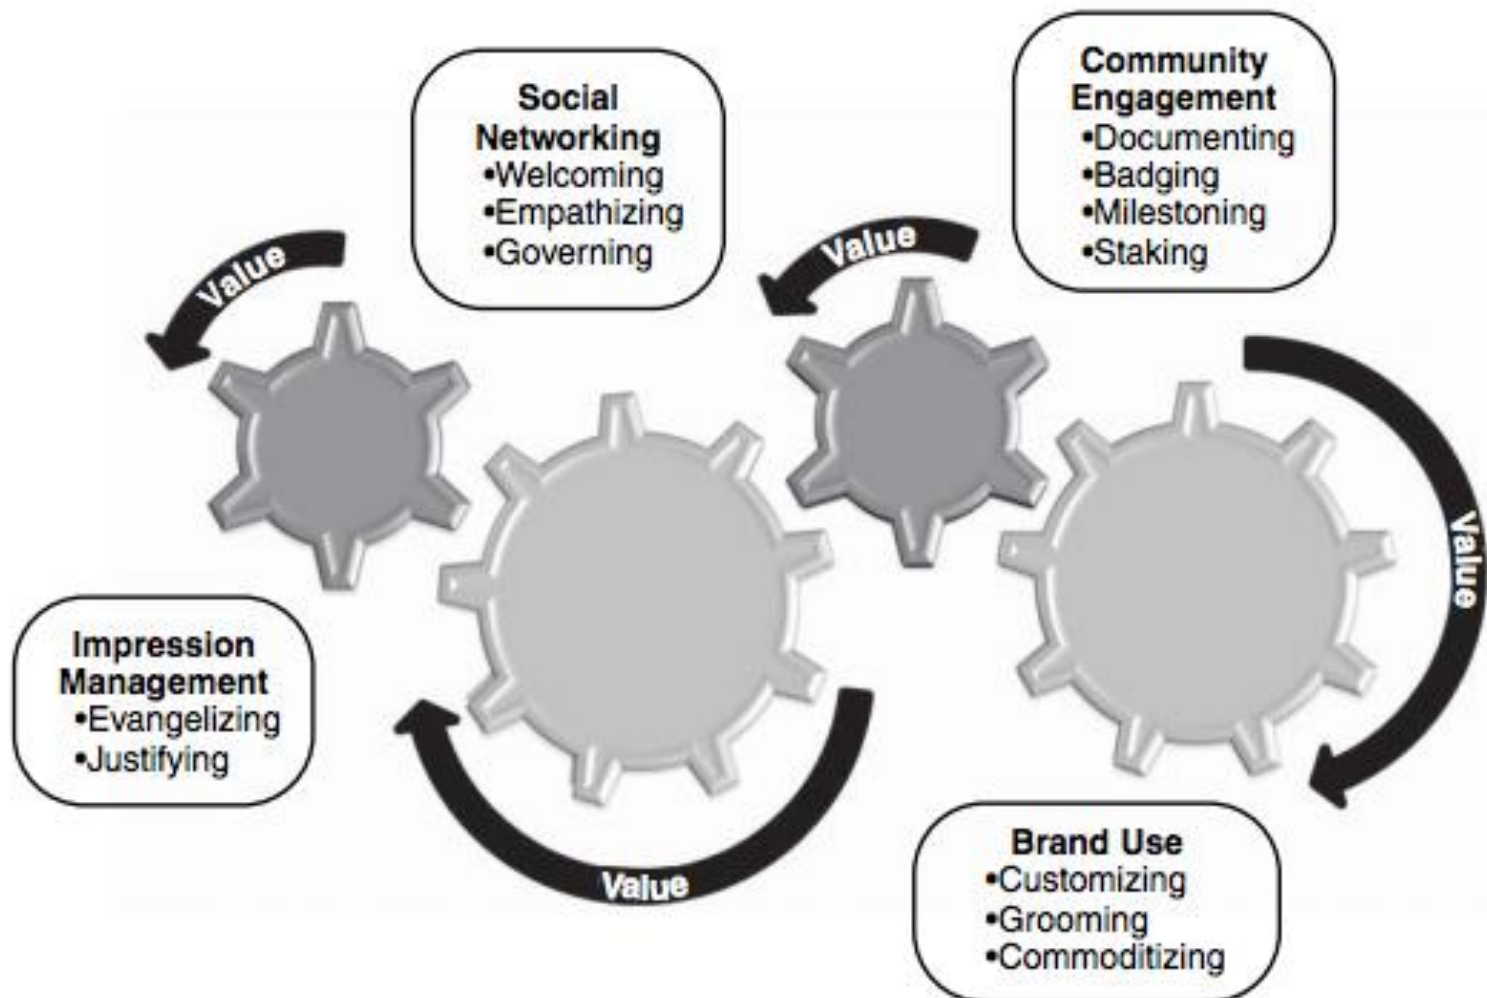 Social
Networking
•Welcoming
•Empathizing
•Governing
Community
Engagement
•Documenting
•Badging
•Milestoning
•Staking
Value
Value
Value
Value
Impression
Management
•Evangelizing
•Justifying
Brand Use
•Customizing
•Grooming
•Commoditizing